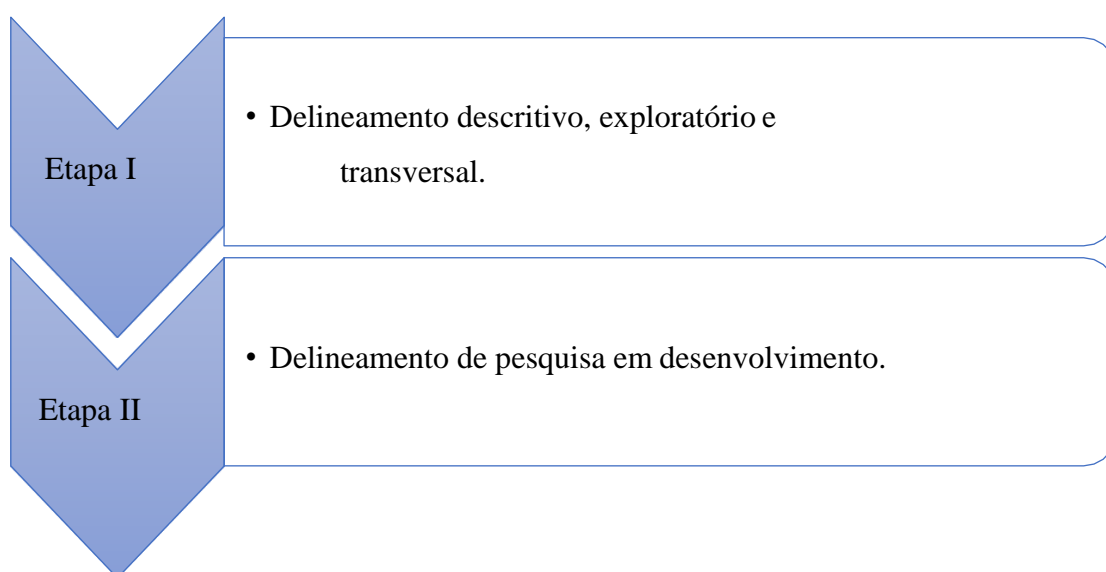 Etapa I
• Delineamento descritivo, exploratório e
transversal.
Etapa II
• Delineamento de pesquisa em desenvolvimento.